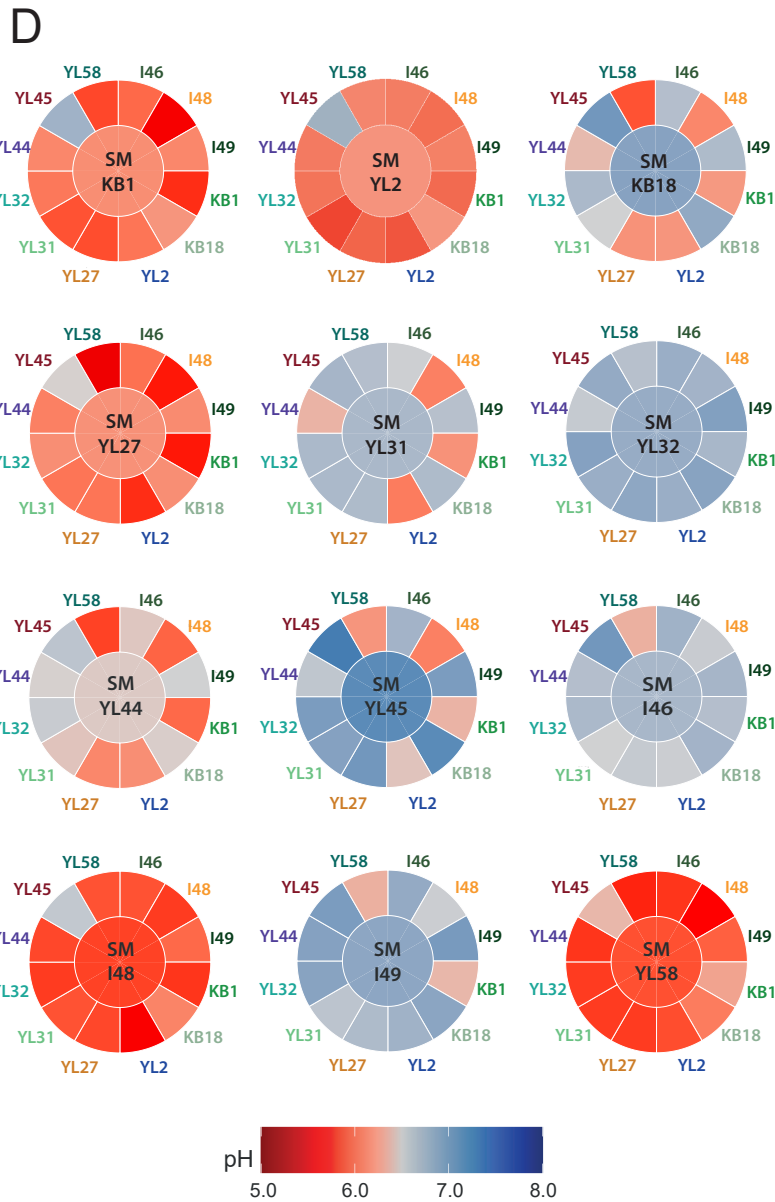 D
YL58 I46 YL58 I46 YL58 I46
YL45 I48 YL45 I48 YL45 I48
YL44 SM I49 YL44 SM I49 YL44 SM I49
KB1 YL2 KB18
YL32 KB1 YL32 KB1 YL32 KB1
YL31 KB18 YL31 KB18 YL31 KB18
YL27 YL2 YL27 YL2 YL27 YL2
YL58 I46 YL58 I46 YL58 I46
YL45 I48 YL45 I48 YL45 I48
YL44 SM I49 YL44 SM I49 YL44 SM I49
YL27 YL31 YL32
YL32 KB1 YL32 KB1 YL32 KB1
YL31 KB18 YL31 KB18 YL31 KB18
YL27 YL2 YL27 YL2 YL27 YL2
YL58 I46 YL58 I46 YL58 I46
YL45 I48 YL45 I48 YL45 I48
YL44 SM I49 YL44 SM I49 YL44 SM I49
YL44 YL45 I46
YL32 KB1 YL32 KB1 YL32 KB1
YL31 KB18 YL31 KB18 YL31 KB18
YL27 YL2 YL27 YL2 YL27 YL2
YL58 I46 YL58 I46 YL58 I46
YL45 I48 YL45 I48 YL45 I48
YL44 SM I49 YL44 SM I49 YL44 SM I49
I48 I49 YL58
YL32 KB1 YL32 KB1 YL32 KB1
YL31 KB18 YL31 KB18 YL31 KB18
YL27 YL2 YL27 YL2 YL27 YL2
pH
5.0 6.0 7.0 8.0